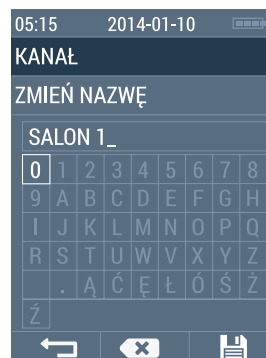 05:15 2014-01-10
KANAŁ
ZMIEŃ NAZWĘ
SALON 1_
0 1 2 3 4 5 6 7 8
9 A B C D E F G H
I J K L M N O P Q
R S T U W V X Y Z
. Ą Ć Ę Ł Ó Ś Ż
Ź